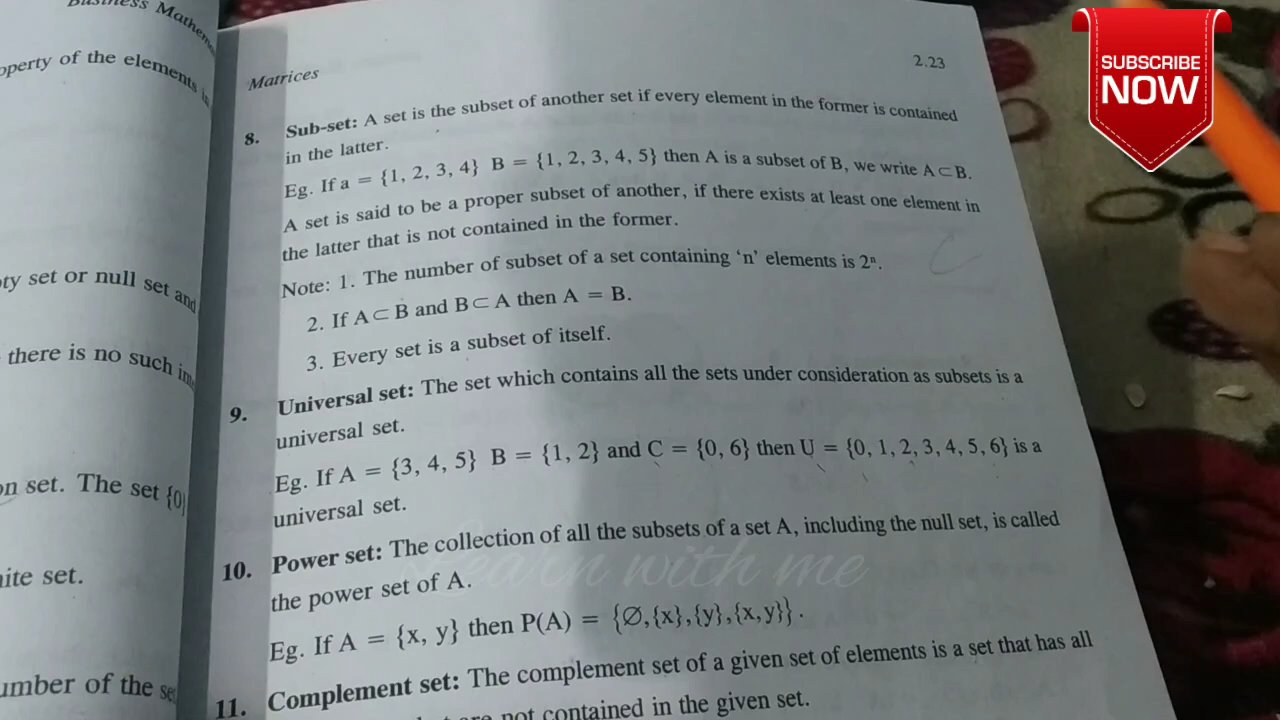 Business
operty of the elements
ty set or null set and
there is no such
on set. The set {0}
ite set.
umber of the
Matrices
2.23
8. Sub-set: A set is the subset of another set if every element in the former is contained
in the latter.
Eg. If a = {1, 2, 3, 4} B = {1, 2, 3, 4, 5} then A is a subset of B, we write A⊂B.
A set is said to be a proper subset of another, if there exists at least one element in
the latter that is not contained in the former.
Note: 1. The number of subset of a set containing ‘n’ elements is 2ⁿ.
2. If A⊂B and B⊂A then A = B.
3. Every set is a subset of itself.
9. Universal set: The set which contains all the sets under consideration as subsets is a
universal set.
Eg. If A = {3, 4, 5} B = {1, 2} and C = {0, 6} then U = {0, 1, 2, 3, 4, 5, 6} is a
universal set.
10. Power set: The collection of all the subsets of a set A, including the null set, is called
the power set of A.
Eg. If A = {x, y} then P(A) = {∅,{x},{y},{x,y}}.
11. Complement set: The complement set of a given set of elements is a set that has all
not contained in the given set.
SUBSCRIBE
NOW
Learn with me